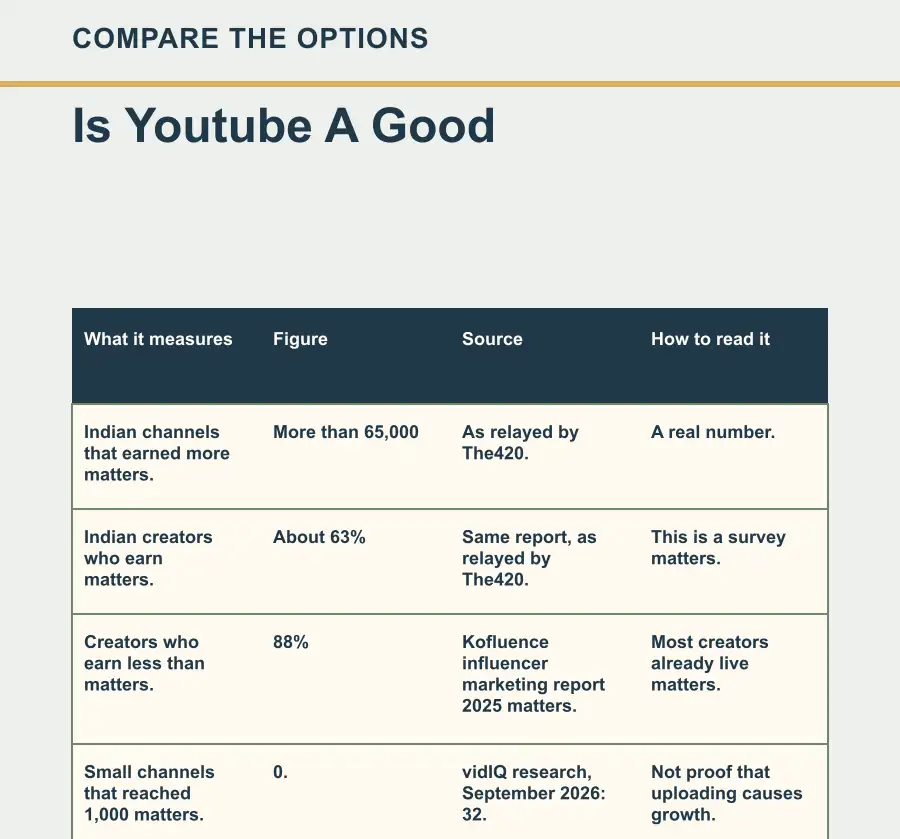 COMPARE THE OPTIONS
Is Youtube A Good
What it measures Figure Source How to read it
Indian channels
that earned more
matters.
More than 65,000
As relayed by
The420.
A real number.
Indian creators
who earn
matters.
About 63%
Same report, as
relayed by
The420.
This is a survey
matters.
Creators who
earn less than
matters.
88%
Kofluence
influencer
marketing report
2025 matters.
Most creators
already live
matters.
Small channels
that reached
1,000 matters.
0.
vidIQ research,
September 2026:
32.
Not proof that
uploading causes
growth.